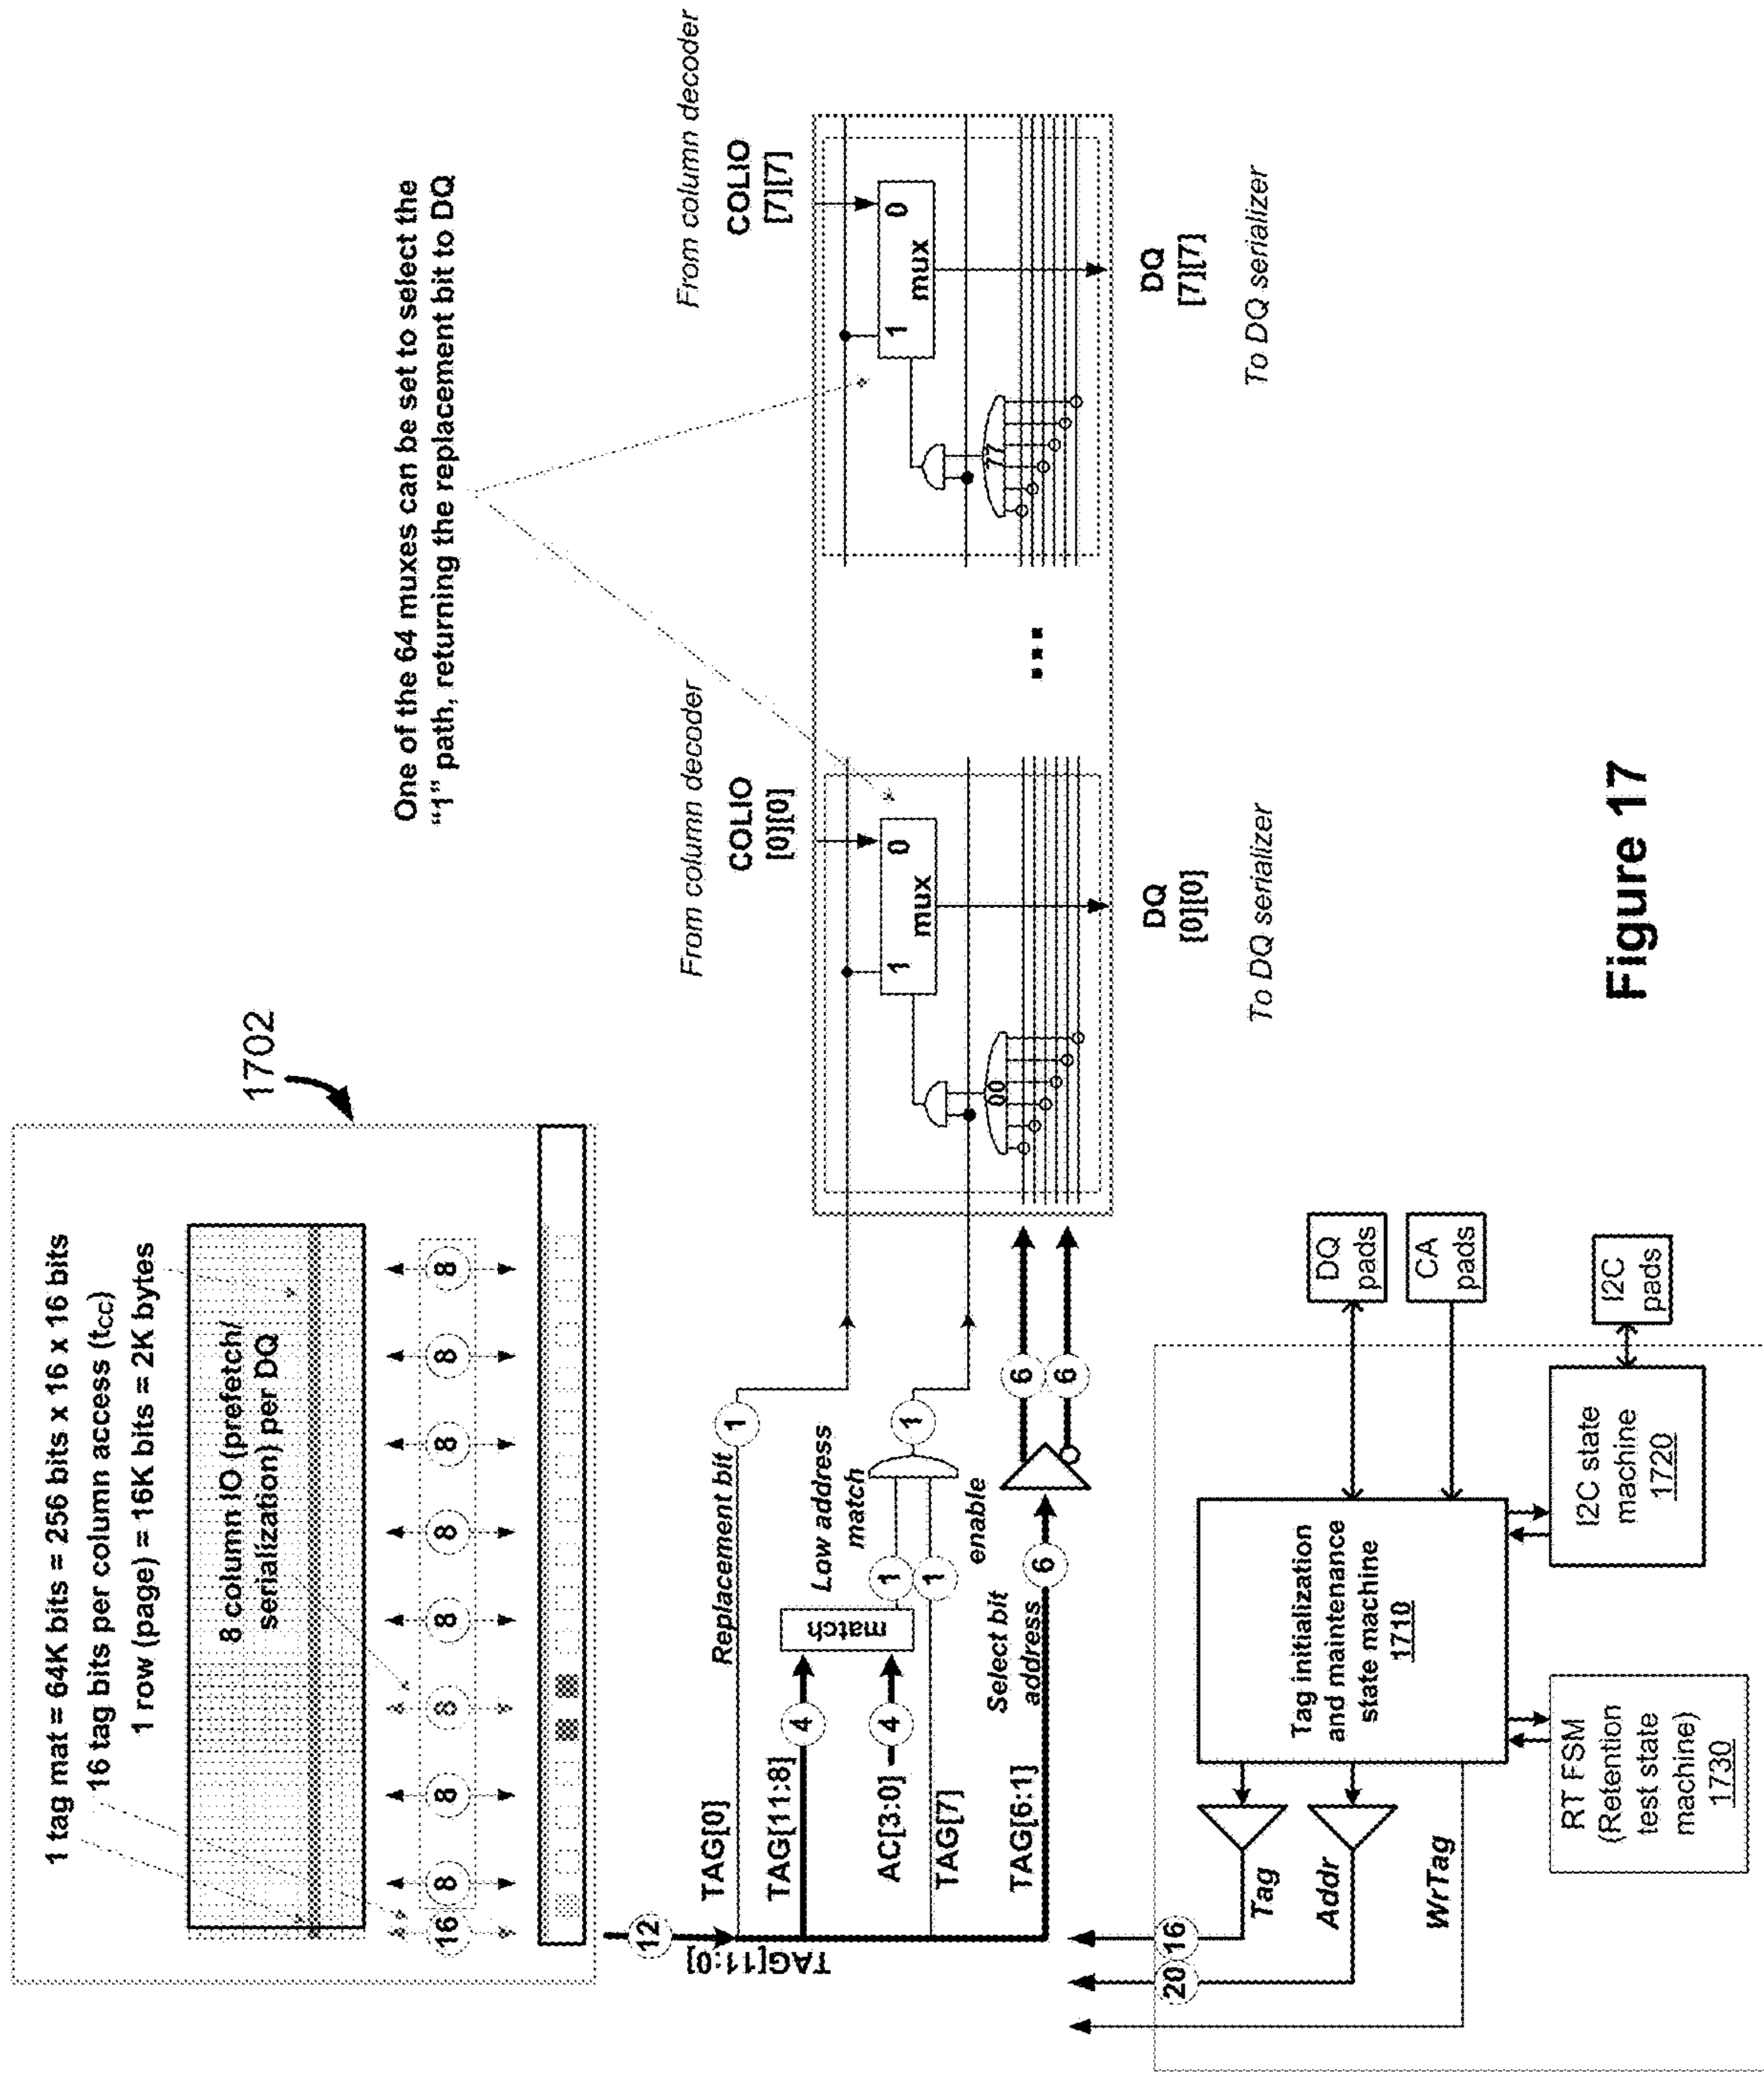 1 tag mat = 64K bits = 256 bits x 16 x 16 bits
16 tag bits per column access (tCC)
1 row (page) = 16K bits = 2K bytes
8 column IO (prefetch/
serialization) per DQ
16
8
8
8
8
8
8
8
8
1702
One of the 64 muxes can be set to select the
“1” path, returning the replacement bit to DQ
12
TAG[11:0]
TAG[0]
Replacement bit
1
TAG[11:8]
4
AC[3:0]
4
match
Low address
match
1
1
TAG[7]
1
enable
TAG[6:1]
Select bit
address
6
6
6
From column decoder
COLIO
[0][0]
1
0
mux
00
DQ
[0][0]
To DQ serializer
From column decoder
COLIO
[7][7]
1
0
mux
77
DQ
[7][7]
To DQ serializer
20
16
Tag
Addr
WrTag
Tag initialization
and maintenance
state machine
1710
DQ
pads
CA
pads
RT FSM
(Retention
test state
machine)
1730
I2C state
machine
1720
I2C
pads
Figure 17